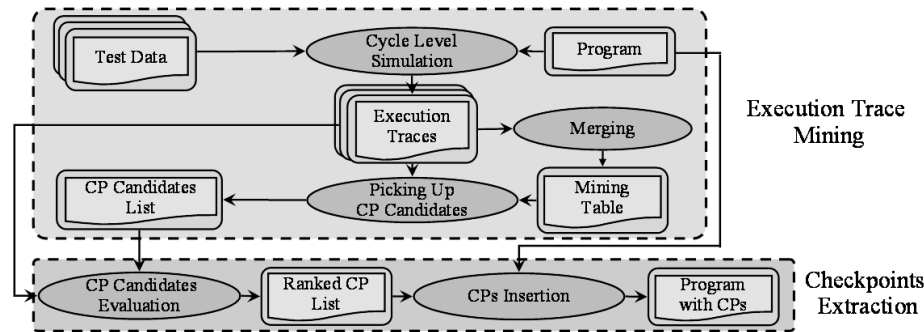 Test Data
Cycle Level
Simulation
Program
Execution
Traces
Merging
Execution Trace
Mining
CP Candidates
List
Picking Up
CP Candidates
Mining
Table
CP Candidates
Evaluation
Ranked CP
List
CPs Insertion
Program
with CPs
Checkpoints
Extraction